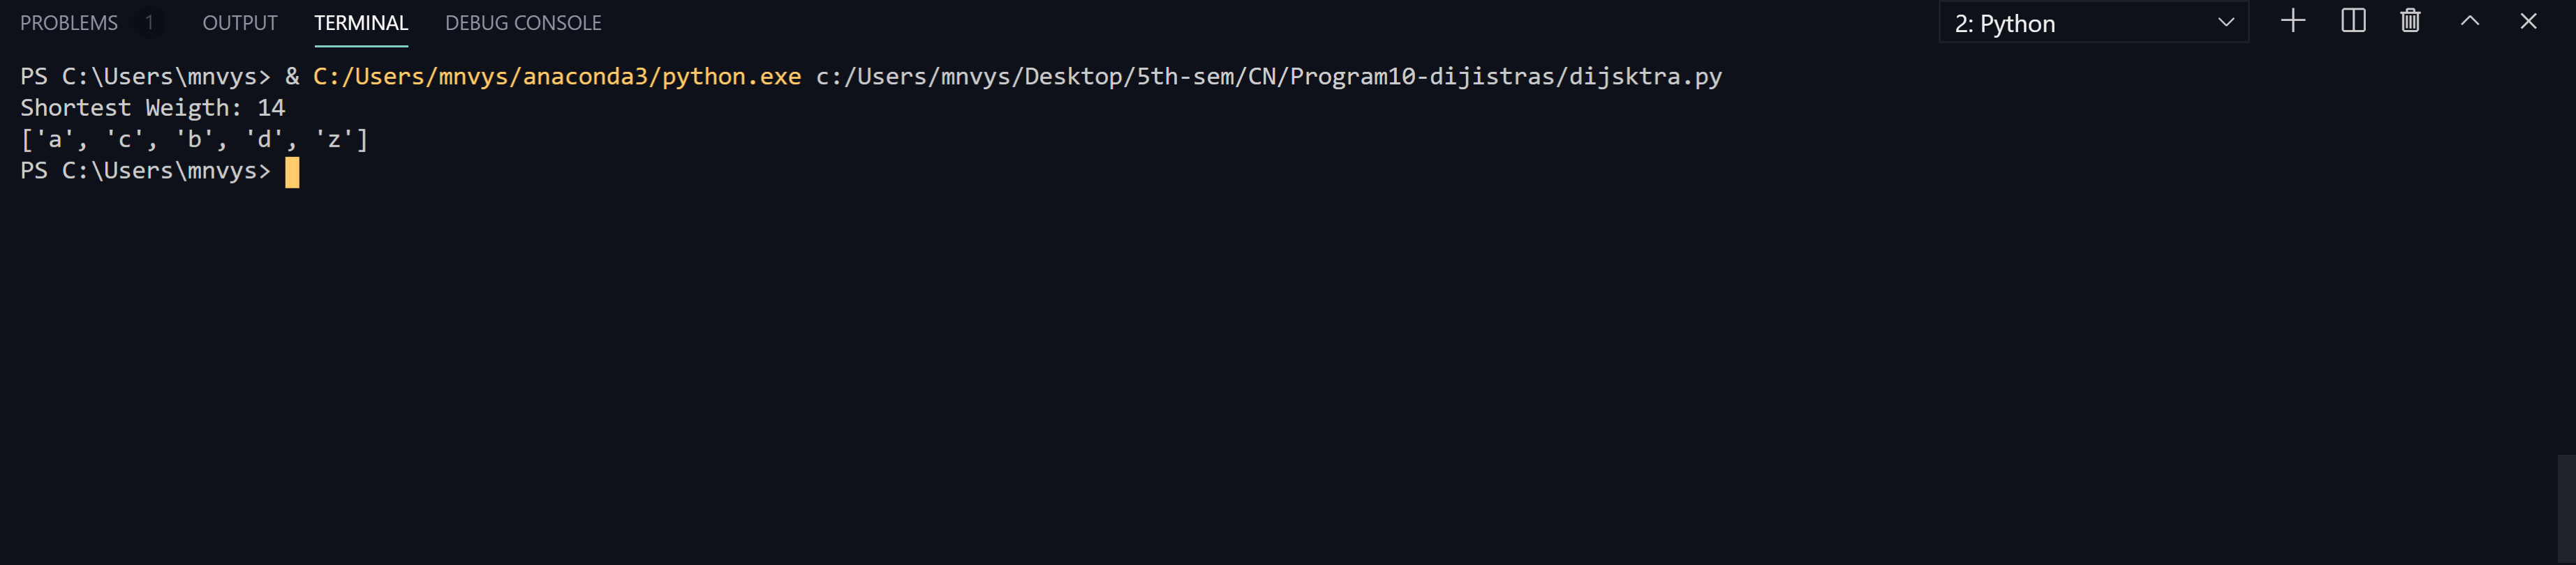 PROBLEMS 1 OUTPUT TERMINAL DEBUG CONSOLE 2: Python
PS C:\Users\mnvys> & C:/Users/mnvys/anaconda3/python.exe c:/Users/mnvys/Desktop/5th-sem/CN/Program10-dijistras/dijsktra.py
Shortest Weigth: 14
['a', 'c', 'b', 'd', 'z']
PS C:\Users\mnvys>